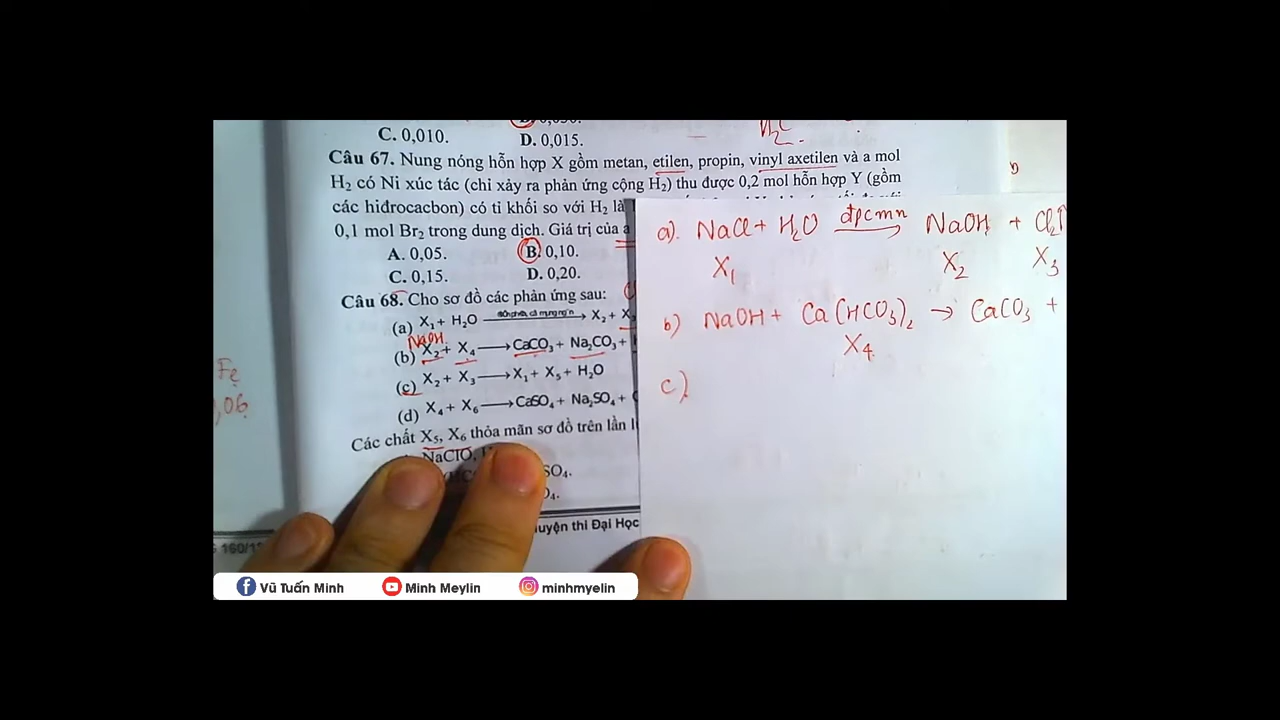 C. 0,010.
D. 0,015.
Câu 67. Nung nóng hỗn hợp X gồm metan, etilen, propin, vinyl axetilen và a mol
H₂ có Ni xúc tác (chỉ xảy ra phản ứng cộng H₂) thu được 0,2 mol hỗn hợp Y (gồm
các hiđrocacbon) có tỉ khối so với H₂ là
0,1 mol Br₂ trong dung dịch. Giá trị của a
A. 0,05.
B. 0,10.
C. 0,15.
D. 0,20.
Câu 68. Cho sơ đồ các phản ứng sau:
(a) X₁ + H₂O ⟶ X₂ + X₃
NaOH
(b) X₂ + X₄ ⟶ CaCO₃ + Na₂CO₃ +
(c) X₂ + X₃ ⟶ X₁ + X₅ + H₂O
(d) X₄ + X₆ ⟶ CaSO₄ + Na₂SO₄ +
Các chất X₅, X₆ thỏa mãn sơ đồ trên lần
NaClO,
SO₄.
O₄.
Đại Học
Fe
,06
a). NaCl + H₂O đpcmn ⟶ NaOH + Cl₂↑
X₁ X₂ X₃
b) NaOH + Ca(HCO₃)₂ → CaCO₃ +
X₄
c).
Vũ Tuấn Minh
Minh Meylin
minhmyelin